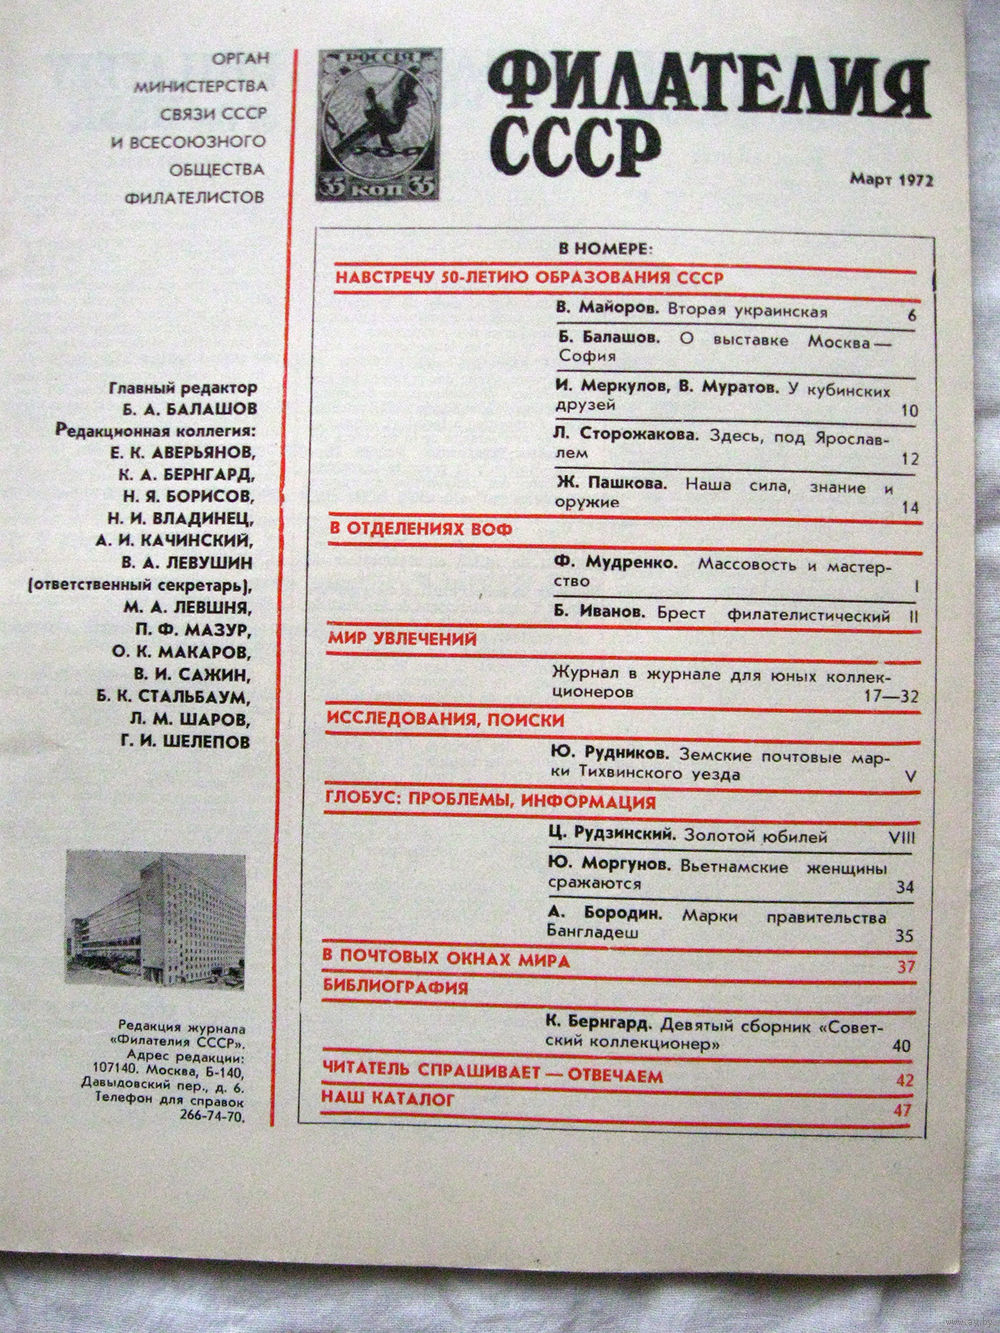 ОРГАН
МИНИСТЕРСТВА
СВЯЗИ СССР
И ВСЕСОЮЗНОГО
ОБЩЕСТВА
ФИЛАТЕЛИСТОВ
РОССІЯ
35 КОП 35
ФИЛАТЕЛИЯ
СССР
Март 1972
Главный редактор
Б. А. БАЛАШОВ
Редакционная коллегия:
Е. К. АВЕРЬЯНОВ,
К. А. БЕРНГАРД,
Н. Я. БОРИСОВ,
Н. И. ВЛАДИНЕЦ,
А. И. КАЧИНСКИЙ,
В. А. ЛЕВУШИН
(ответственный секретарь),
М. А. ЛЕВШНЯ,
П. Ф. МАЗУР,
О. К. МАКАРОВ,
В. И. САЖИН,
Б. К. СТАЛЬБАУМ,
Л. М. ШАРОВ,
Г. И. ШЕЛЕПОВ
Редакция журнала
«Филателия СССР».
Адрес редакции:
107140. Москва, Б-140,
Давыдовский пер., д. 6.
Телефон для справок
266-74-70.
В НОМЕРЕ:
НАВСТРЕЧУ 50-ЛЕТИЮ ОБРАЗОВАНИЯ СССР
В. Майоров. Вторая украинская 6
Б. Балашов. О выставке Москва —
София
И. Меркулов, В. Муратов. У кубинских
друзей 10
Л. Сторожакова. Здесь, под Ярослав-
лем 12
Ж. Пашкова. Наша сила, знание и
оружие 14
В ОТДЕЛЕНИЯХ ВОФ
Ф. Мудренко. Массовость и мастер-
ство I
Б. Иванов. Брест филателистический II
МИР УВЛЕЧЕНИЙ
Журнал в журнале для юных коллек-
ционеров 17—32
ИССЛЕДОВАНИЯ, ПОИСКИ
Ю. Рудников. Земские почтовые мар-
ки Тихвинского уезда V
ГЛОБУС: ПРОБЛЕМЫ, ИНФОРМАЦИЯ
Ц. Рудзинский. Золотой юбилей VIII
Ю. Моргунов. Вьетнамские женщины
сражаются 34
А. Бородин. Марки правительства
Бангладеш 35
В ПОЧТОВЫХ ОКНАХ МИРА 37
БИБЛИОГРАФИЯ
К. Бернгард. Девятый сборник «Совет-
ский коллекционер» 40
ЧИТАТЕЛЬ СПРАШИВАЕТ — ОТВЕЧАЕМ 42
НАШ КАТАЛОГ 47
www.ay.by